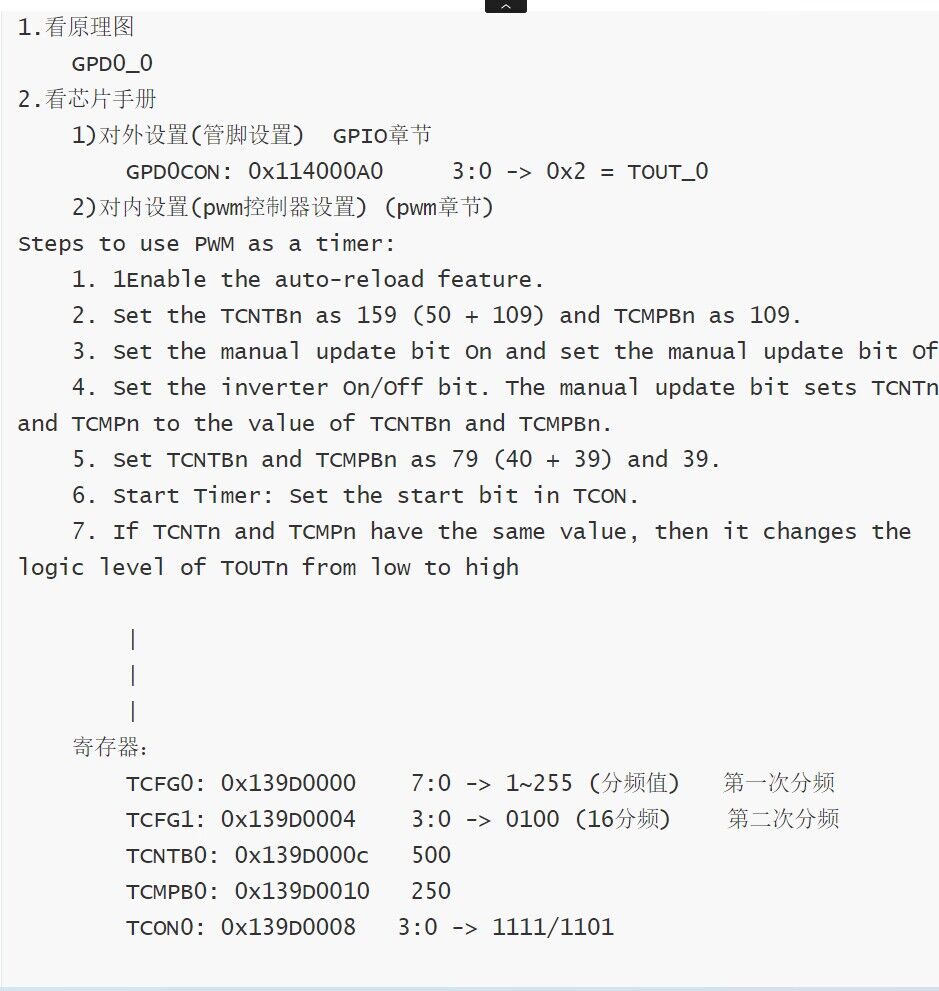 1.看原理图
GPD0_0
2.看芯片手册
1)对外设置(管脚设置) GPIO章节
GPD0CON: 0x114000A0 3:0 -> 0x2 = TOUT_0
2)对内设置(pwm控制器设置) (pwm章节)
Steps to use PWM as a timer:
1. 1Enable the auto-reload feature.
2. Set the TCNTBn as 159 (50 + 109) and TCMPBn as 109.
3. Set the manual update bit On and set the manual update bit Of
4. Set the inverter On/Off bit. The manual update bit sets TCNTn
and TCMPn to the value of TCNTBn and TCMPBn.
5. Set TCNTBn and TCMPBn as 79 (40 + 39) and 39.
6. Start Timer: Set the start bit in TCON.
7. If TCNTn and TCMPn have the same value, then it changes the
logic level of TOUTn from low to high
|
|
|
寄存器:
TCFG0: 0x139D0000 7:0 -> 1~255 (分频值) 第一次分频
TCFG1: 0x139D0004 3:0 -> 0100 (16分频) 第二次分频
TCNTB0: 0x139D000c 500
TCMPB0: 0x139D0010 250
TCON0: 0x139D0008 3:0 -> 1111/1101